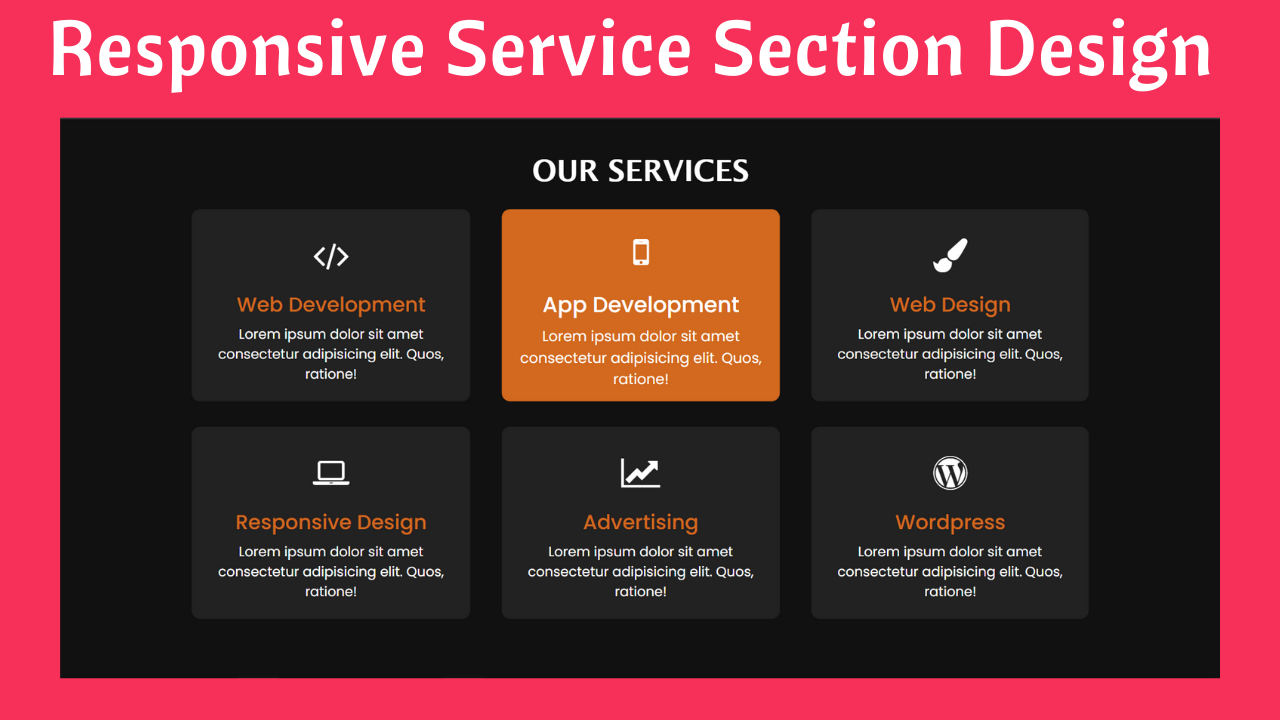 Responsive Service Section Design
OUR SERVICES
Web Development
Lorem ipsum dolor sit amet
consectetur adipisicing elit. Quos,
ratione!
App Development
Lorem ipsum dolor sit amet
consectetur adipisicing elit. Quos,
ratione!
Web Design
Lorem ipsum dolor sit amet
consectetur adipisicing elit. Quos,
ratione!
Responsive Design
Lorem ipsum dolor sit amet
consectetur adipisicing elit. Quos,
ratione!
Advertising
Lorem ipsum dolor sit amet
consectetur adipisicing elit. Quos,
ratione!
Wordpress
Lorem ipsum dolor sit amet
consectetur adipisicing elit. Quos,
ratione!